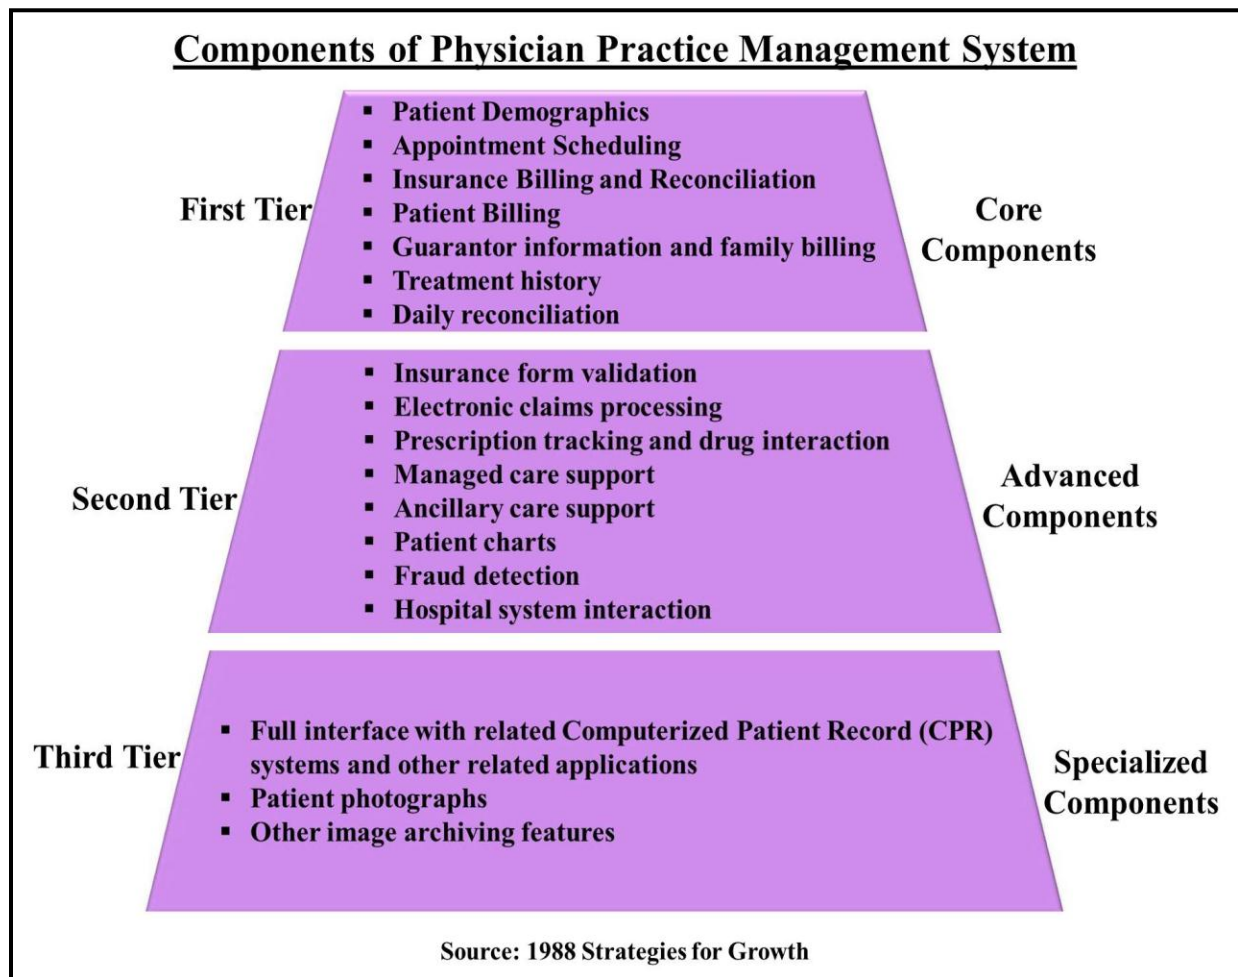 Components of Physician Practice Management System
▪ Patient Demographics
▪ Appointment Scheduling
▪ Insurance Billing and Reconciliation
▪ Patient Billing
▪ Guarantor information and family billing
▪ Treatment history
▪ Daily reconciliation
First Tier
Core
Components
▪ Insurance form validation
▪ Electronic claims processing
▪ Prescription tracking and drug interaction
▪ Managed care support
▪ Ancillary care support
▪ Patient charts
▪ Fraud detection
▪ Hospital system interaction
Second Tier
Advanced
Components
▪ Full interface with related Computerized Patient Record (CPR)
systems and other related applications
▪ Patient photographs
▪ Other image archiving features
Third Tier
Specialized
Components
Source: 1988 Strategies for Growth